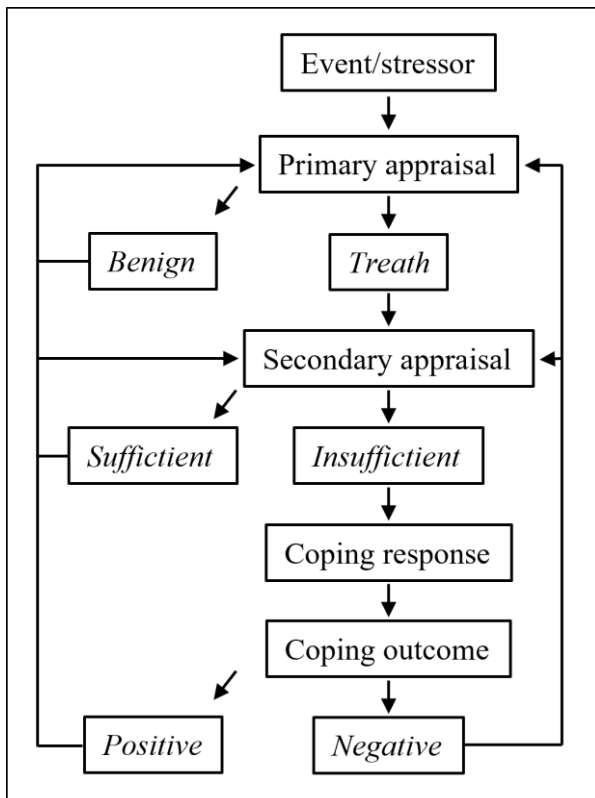 Event/stressor
Primary appraisal
Benign
Treath
Secondary appraisal
Suffictient
Insuffictient
Coping response
Coping outcome
Positive
Negative